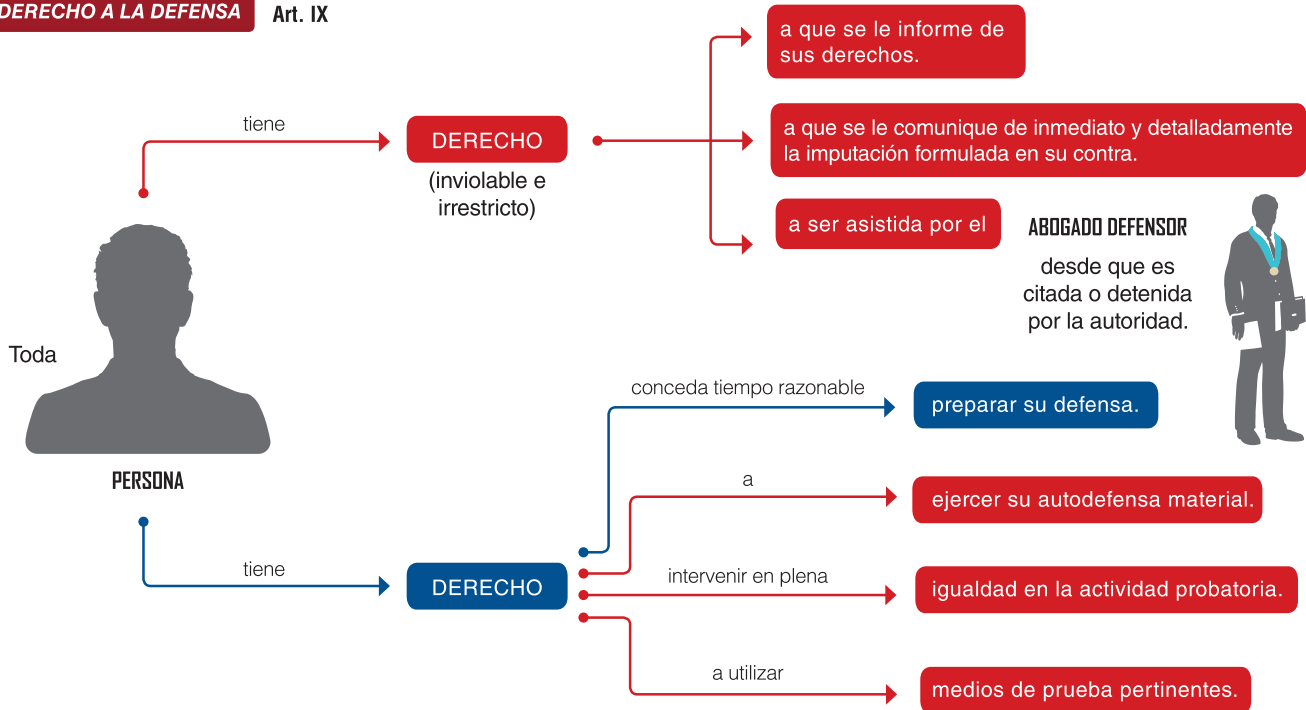 DERECHO A LA DEFENSA
Art. IX
a que se le informe de
sus derechos.
tiene
DERECHO
(inviolable e
irrestricto)
a que se le comunique de inmediato y detalladamente
la imputación formulada en su contra.
a ser asistida por el
ABOGADO DEFENSOR
desde que es
citada o detenida
por la autoridad.
Toda
PERSONA
conceda tiempo razonable
preparar su defensa.
a
ejercer su autodefensa material.
tiene
DERECHO
intervenir en plena
igualdad en la actividad probatoria.
a utilizar
medios de prueba pertinentes.